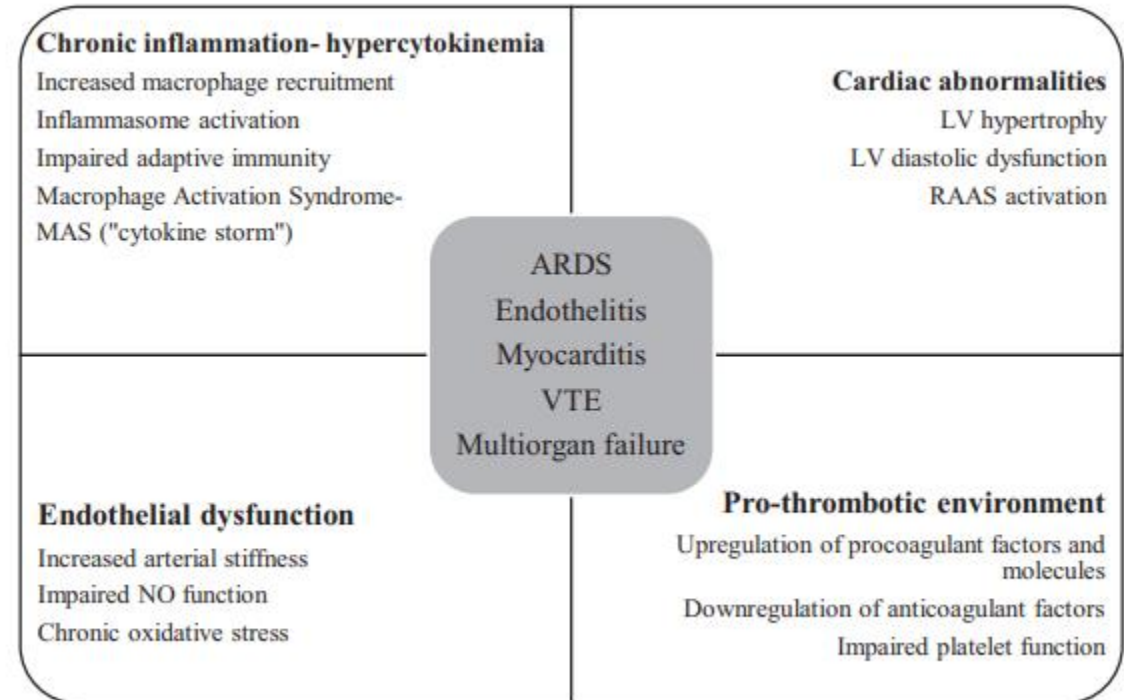 Chronic inflammation- hypercytokinemia
Increased macrophage recruitment
Inflammasome activation
Impaired adaptive immunity
Macrophage Activation Syndrome-
MAS ("cytokine storm")
Cardiac abnormalities
LV hypertrophy
LV diastolic dysfunction
RAAS activation
ARDS
Endothelitis
Myocarditis
VTE
Multiorgan failure
Endothelial dysfunction
Increased arterial stiffness
Impaired NO function
Chronic oxidative stress
Pro-thrombotic environment
Upregulation of procoagulant factors and
molecules
Downregulation of anticoagulant factors
Impaired platelet function